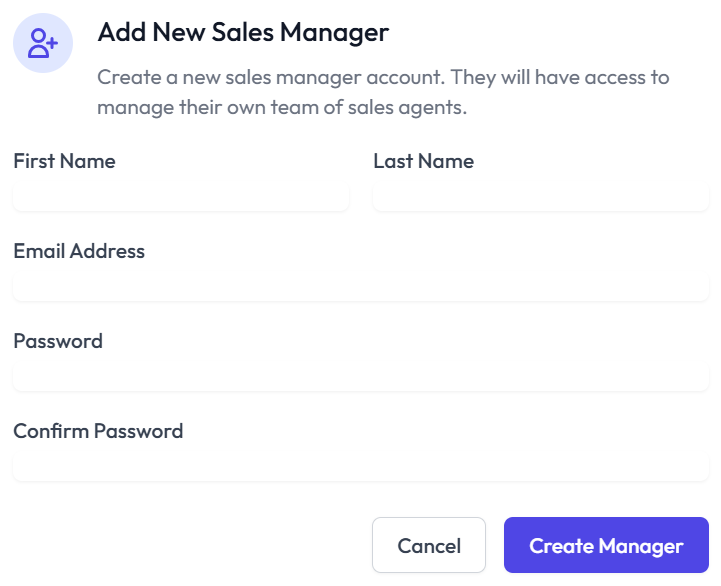 Add New Sales Manager
Create a new sales manager account. They will have access to
manage their own team of sales agents.
First Name
Last Name
Email Address
Password
Confirm Password
Cancel
Create Manager